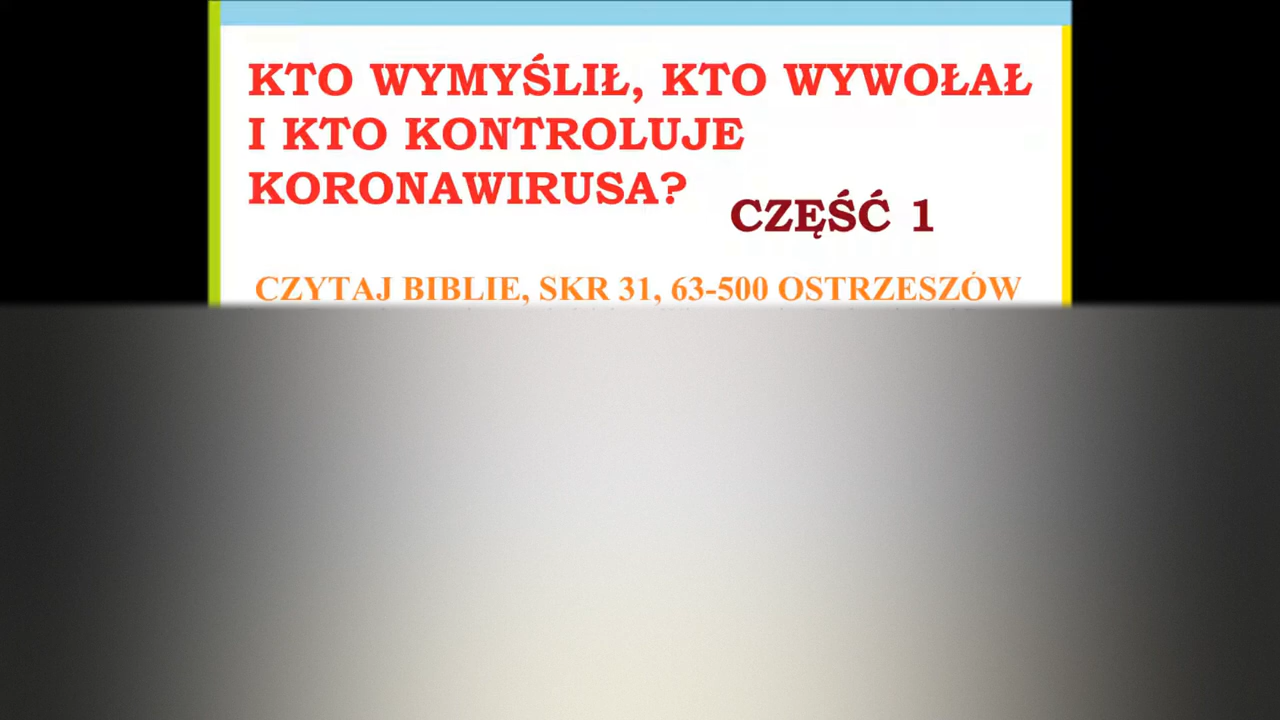 KTO WYMYŚLIŁ, KTO WYWOŁAŁ
I KTO KONTROLUJE
KORONAWIRUSA?
CZĘŚĆ 1
CZYTAJ BIBLIE, SKR 31, 63-500 OSTRZESZÓW